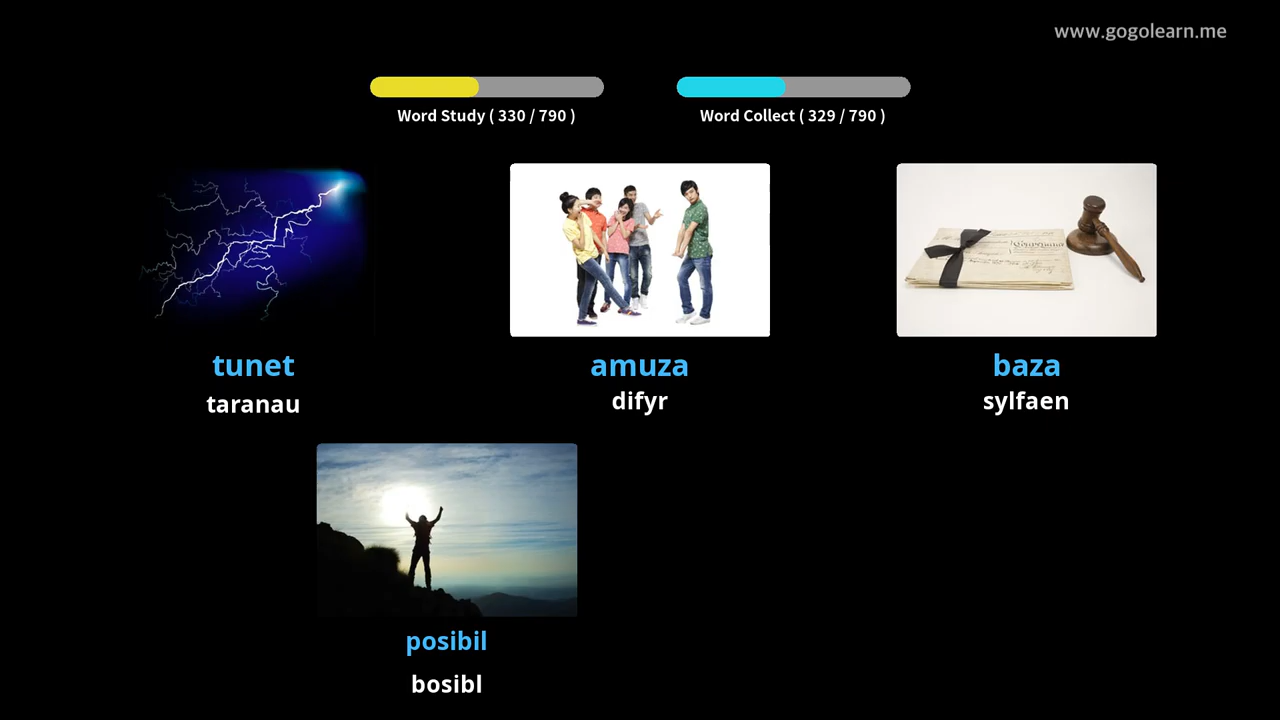 www.gogolearn.me
Word Study ( 330 / 790 )
Word Collect ( 329 / 790 )
tunet
taranau
amuza
difyr
baza
sylfaen
posibil
bosibl